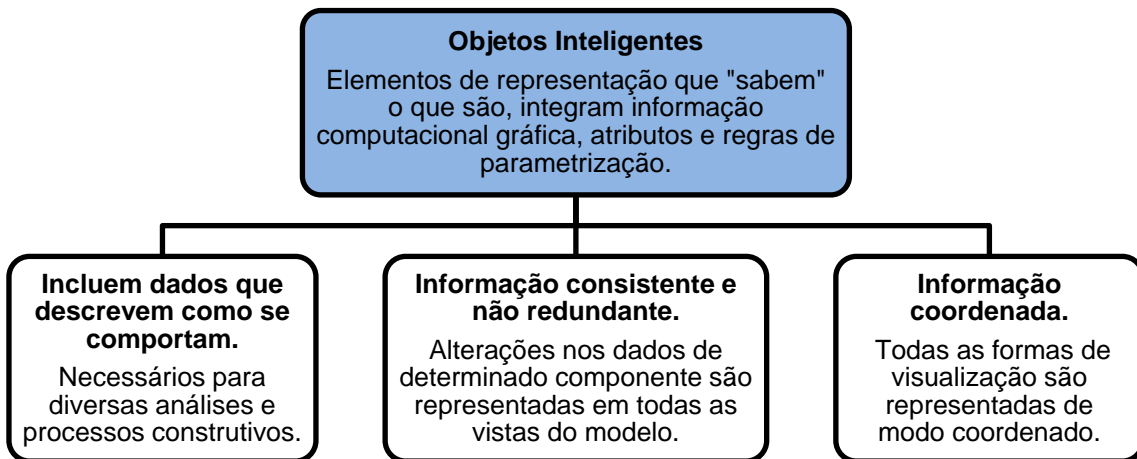 Objetos Inteligentes
Elementos de representação que "sabem"
o que são, integram informação
computacional gráfica, atributos e regras de
parametrização.
Incluem dados que
descrevem como se
comportam.
Necessários para
diversas análises e
processos construtivos.
Informação consistente e
não redundante.
Alterações nos dados de
determinado componente são
representadas em todas as
vistas do modelo.
Informação
coordenada.
Todas as formas de
visualização são
representadas de
modo coordenado.